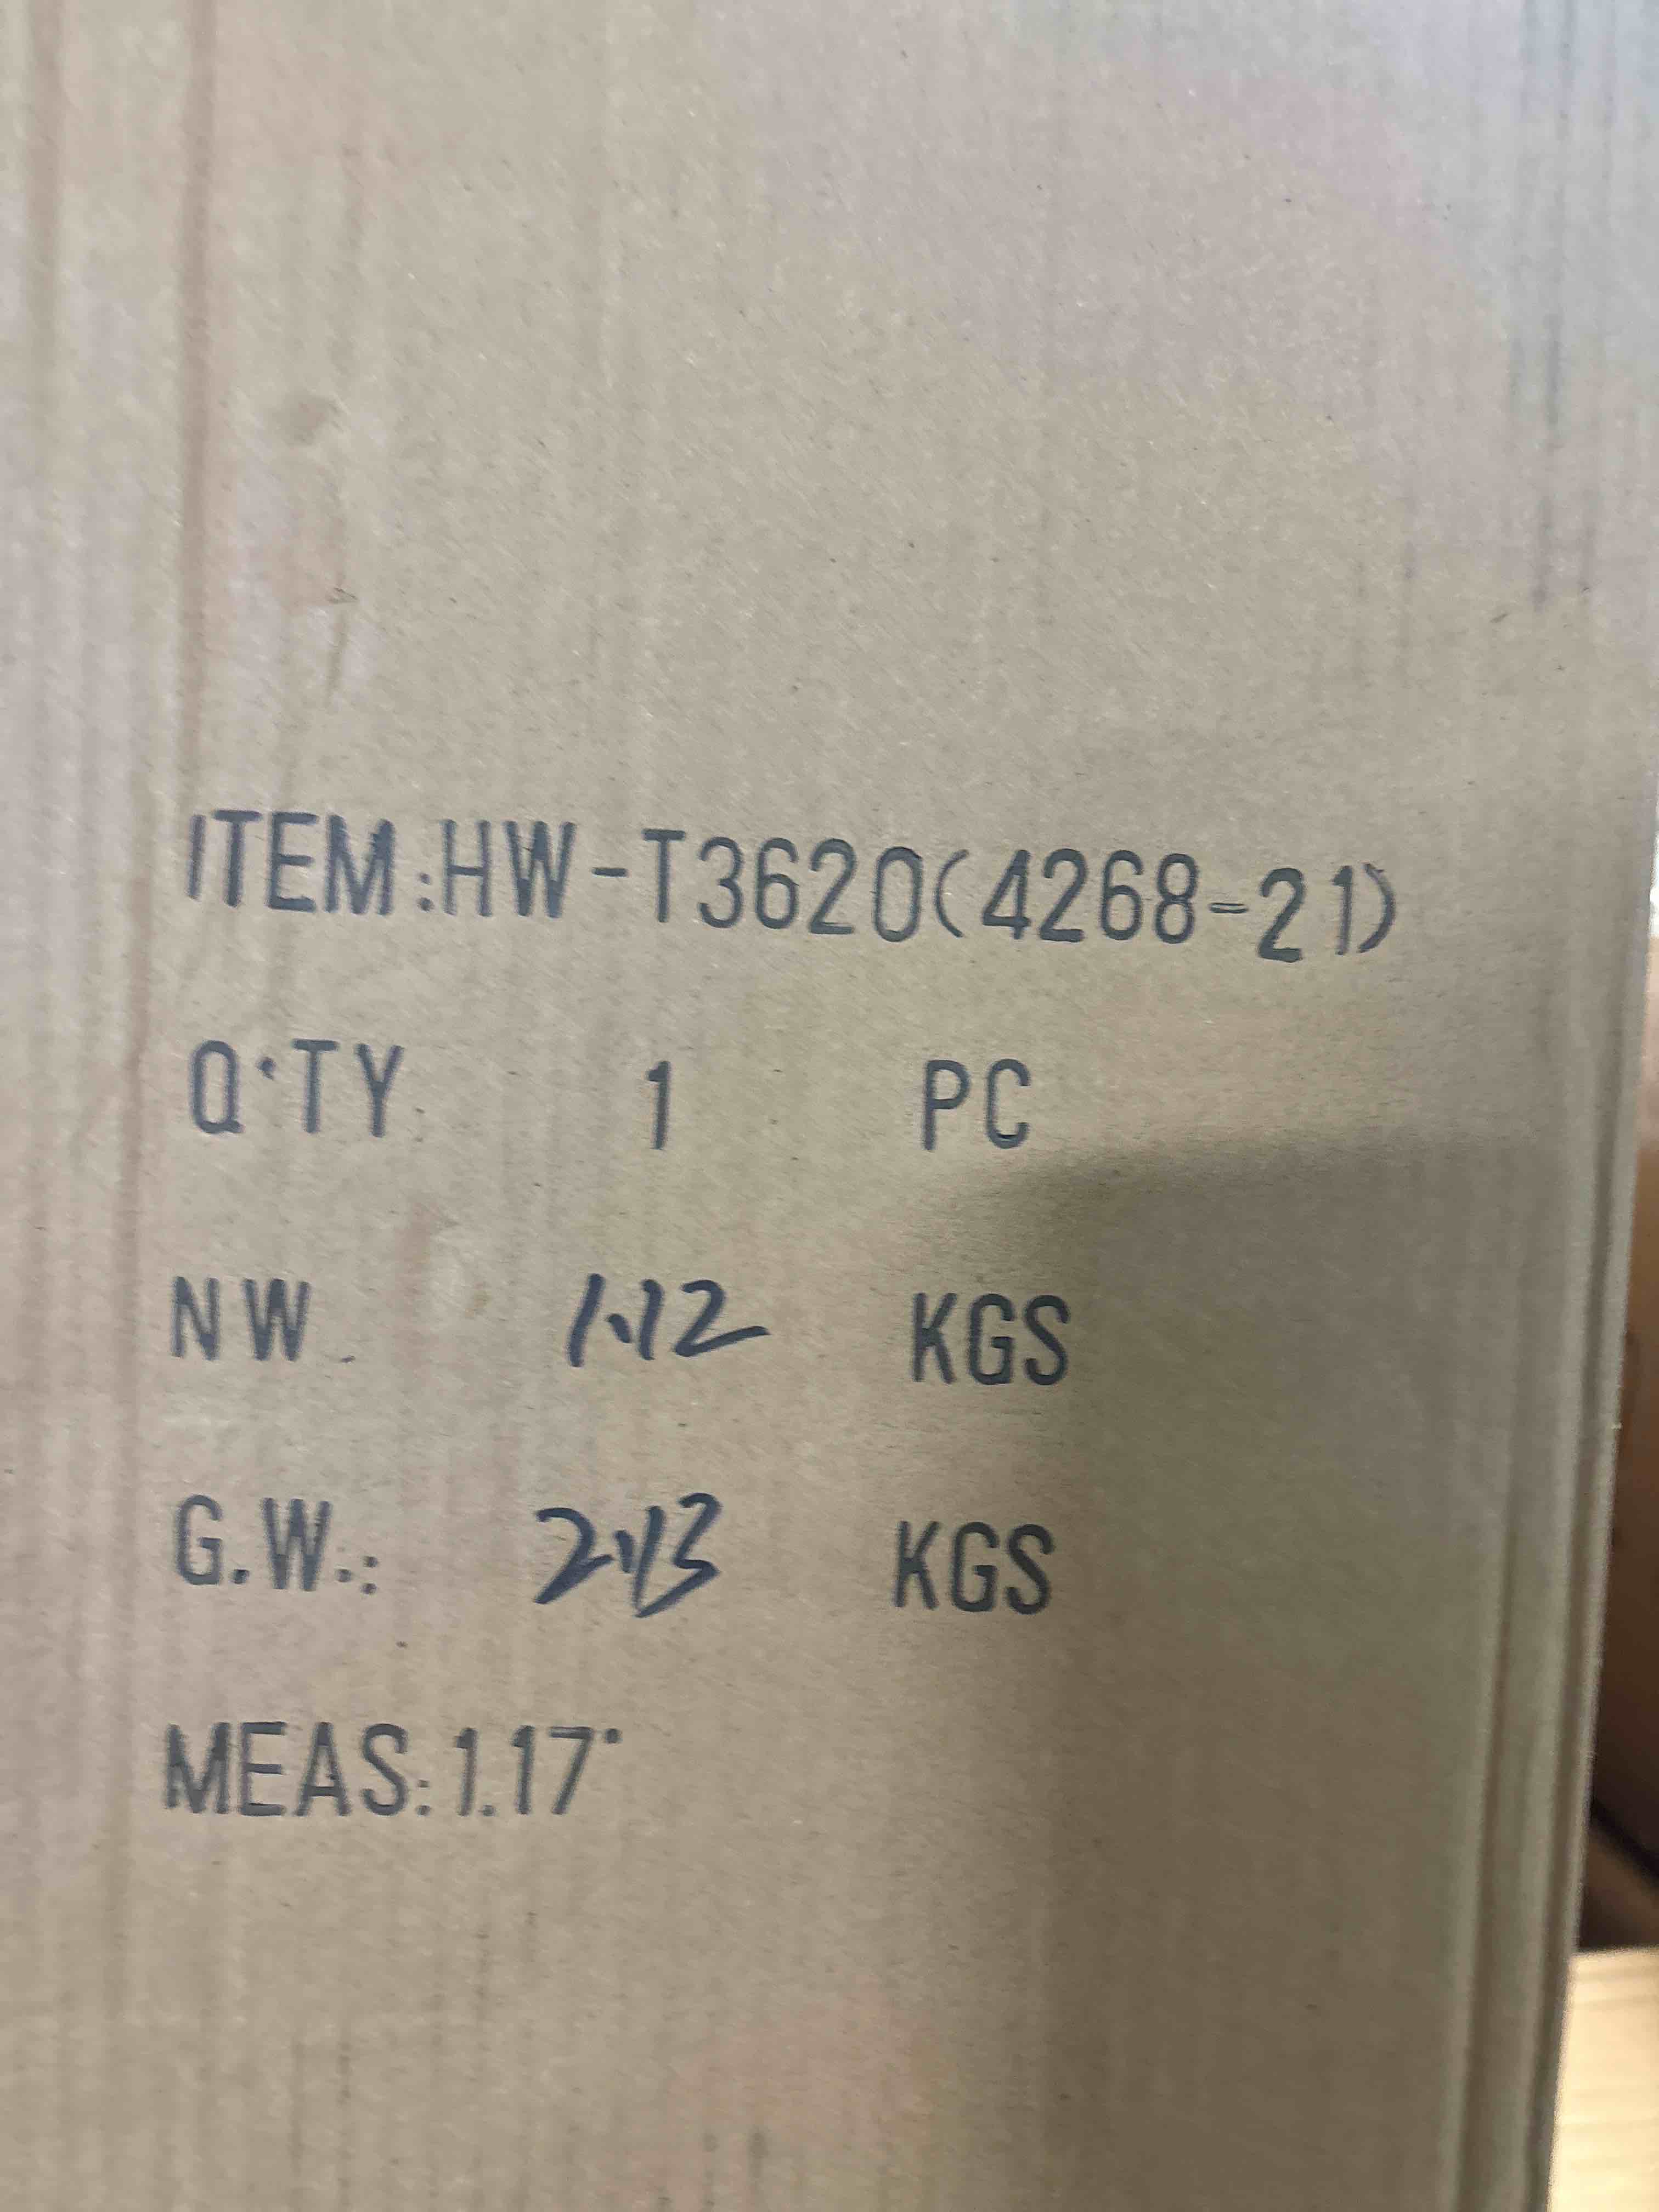 ITEM:HW-T3620(4268-21)
Q'TY 1 PC
NW. 1.12 KGS
G.W.: 2.13 KGS
MEAS:1.17'